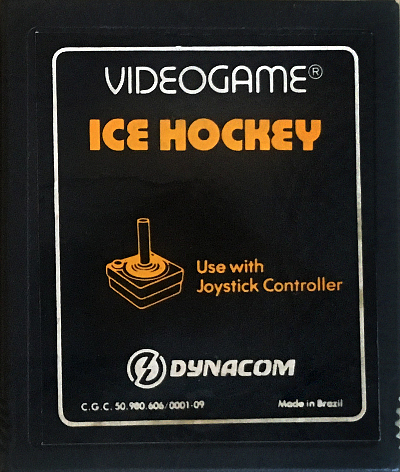 VIDEOGAME®
ICE HOCKEY
Use with
Joystick Controller
DYNACOM
C.G.C. 50.980.606/0001-09 Made in Brazil